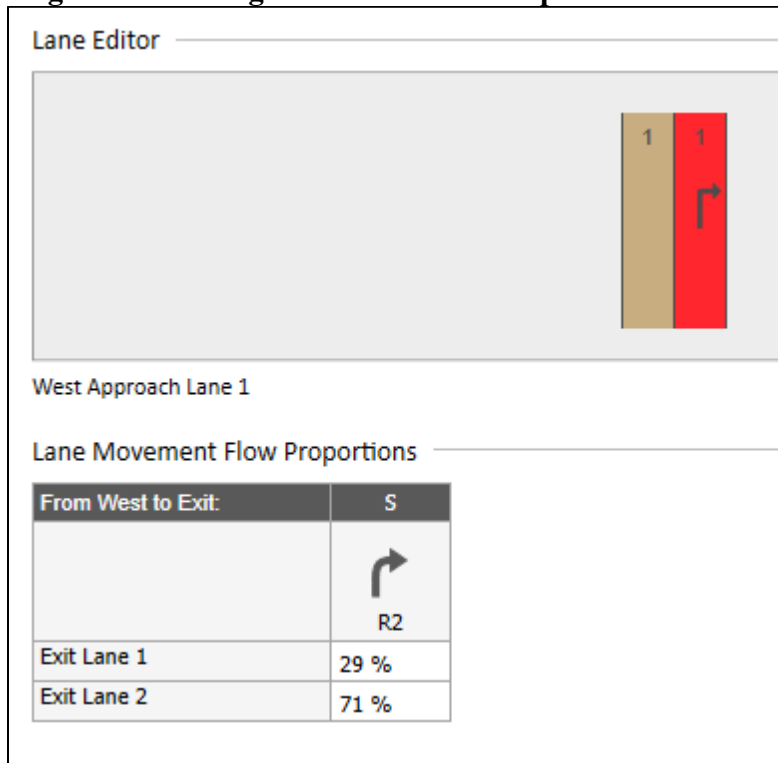 Lane Editor
1 1
West Approach Lane 1
Lane Movement Flow Proportions
From West to Exit: S
R2
Exit Lane 1 29 %
Exit Lane 2 71 %